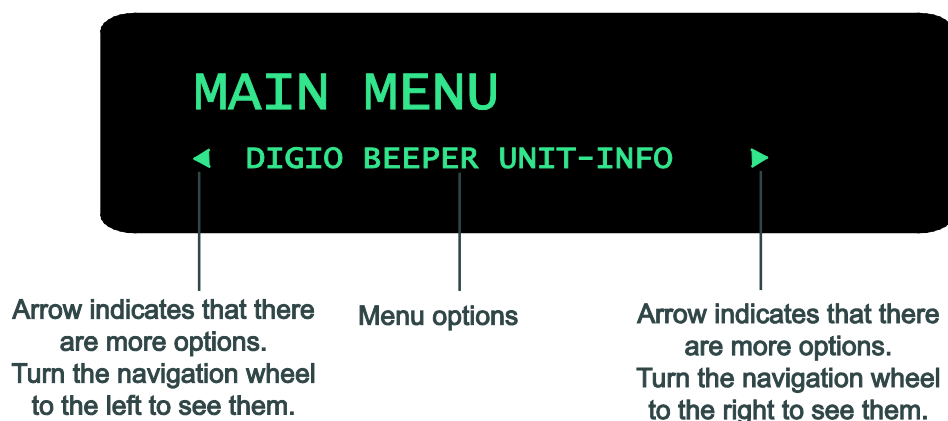 MAIN MENU
◀ DIGIO BEEPER UNIT-INFO ▶
Arrow indicates that there
are more options.
Turn the navigation wheel
to the left to see them.
Menu options
Arrow indicates that there
are more options.
Turn the navigation wheel
to the right to see them.